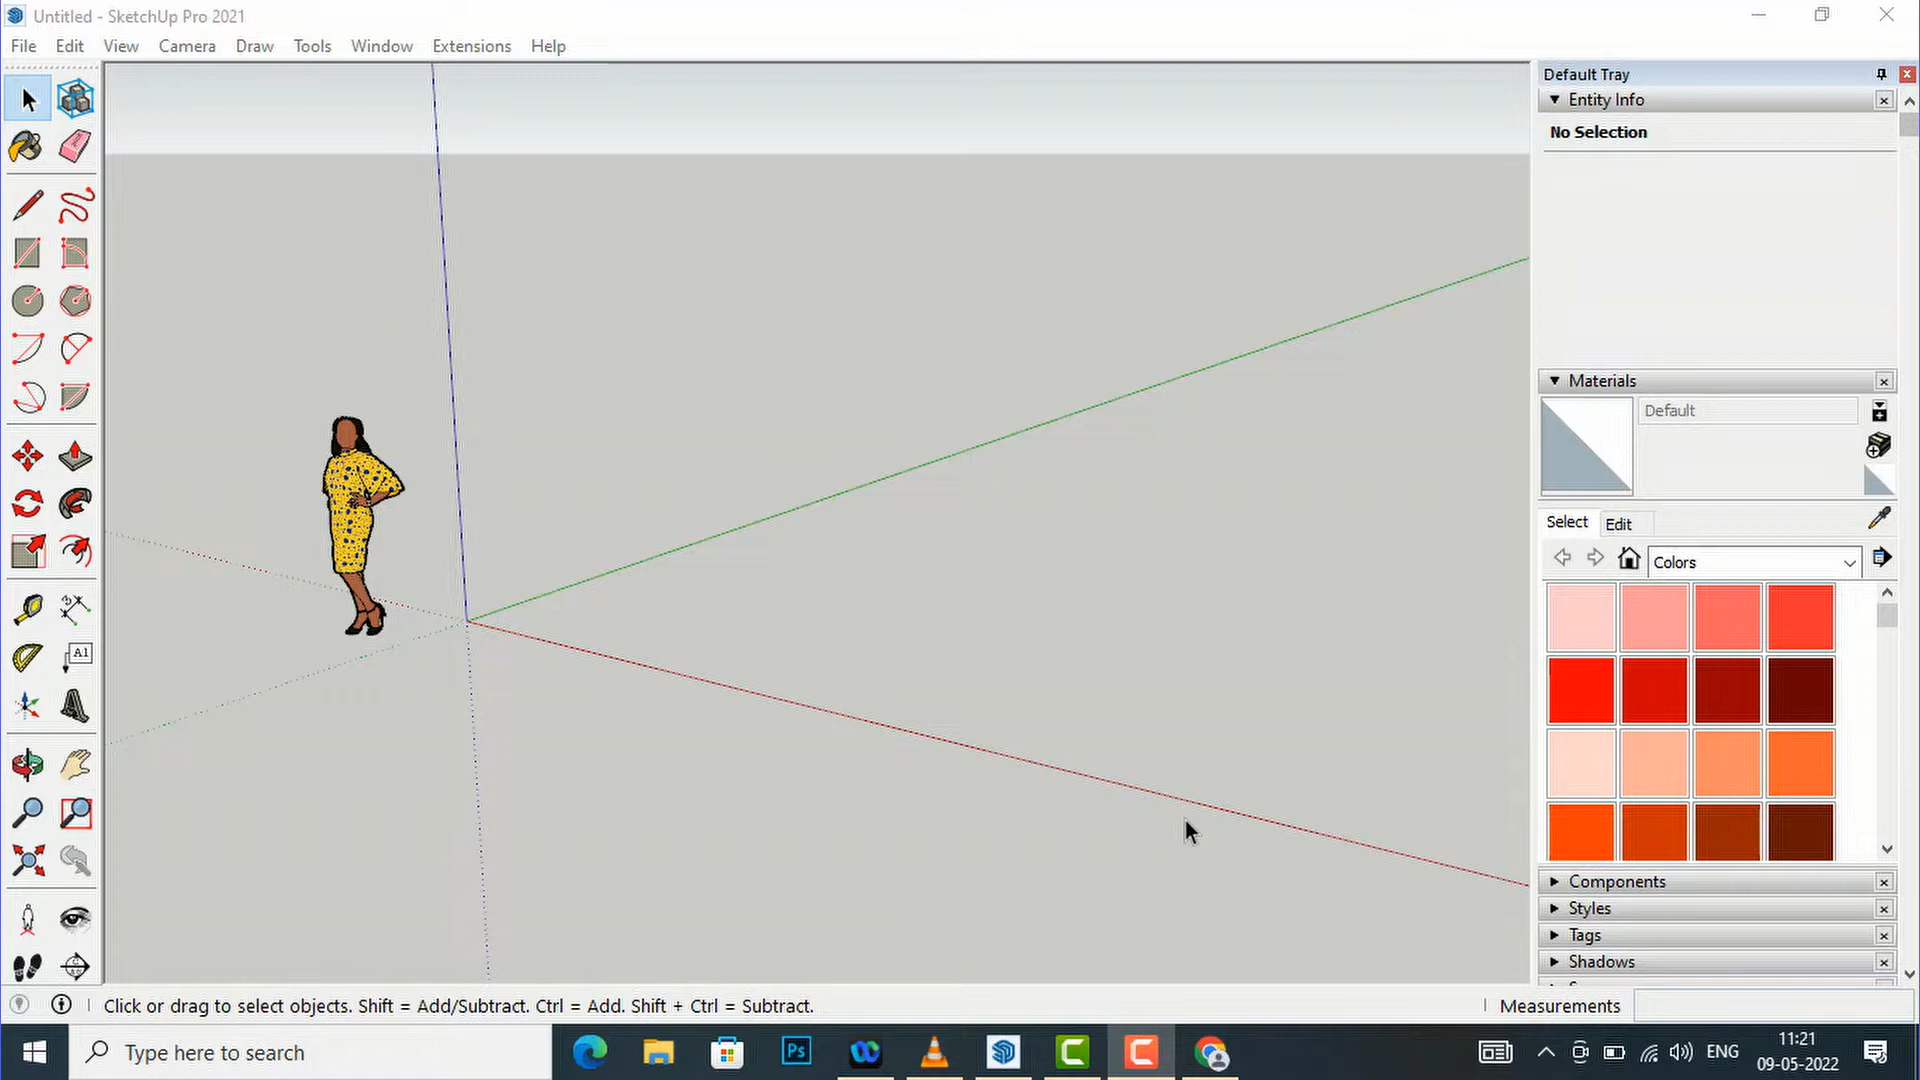 Untitled - SketchUp Pro 2021
File Edit View Camera Draw Tools Window Extensions Help
Default Tray
Entity Info
No Selection
A1
Materials
Default
Select Edit
Colors
Components
Styles
Tags
Shadows
Click or drag to select objects. Shift = Add/Subtract. Ctrl = Add. Shift + Ctrl = Subtract.
Measurements
Type here to search
Ps
ENG
11:21
09-05-2022